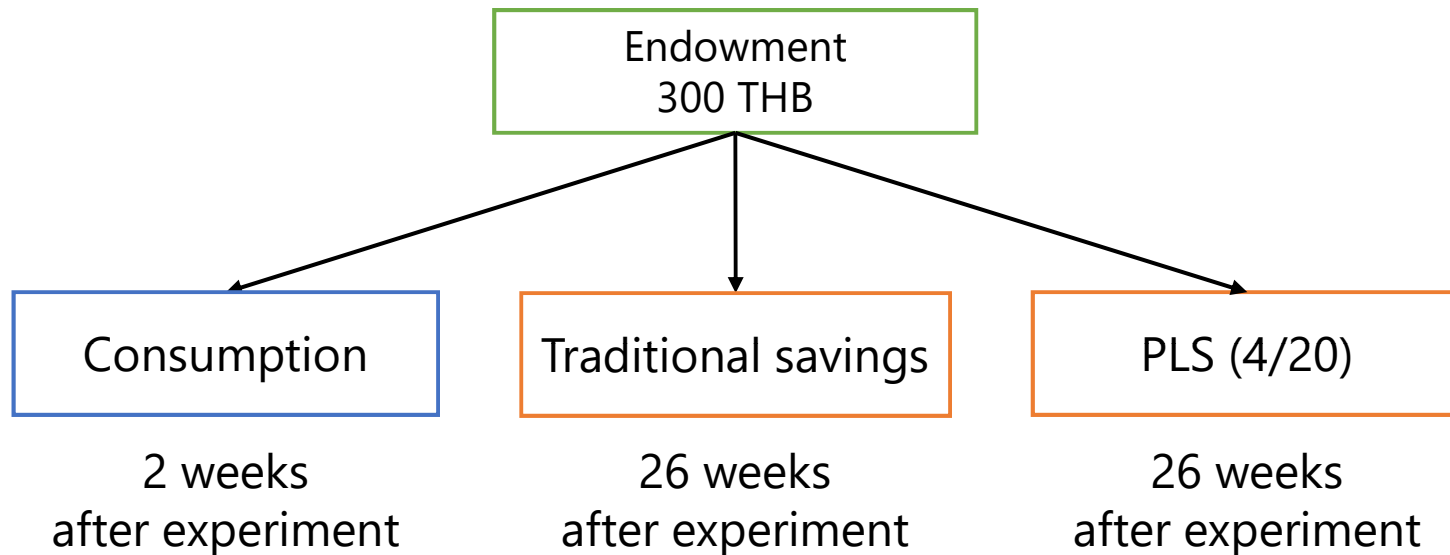 Endowment
300 THB
Consumption
Traditional savings
PLS (4/20)
2 weeks
after experiment
26 weeks
after experiment
26 weeks
after experiment